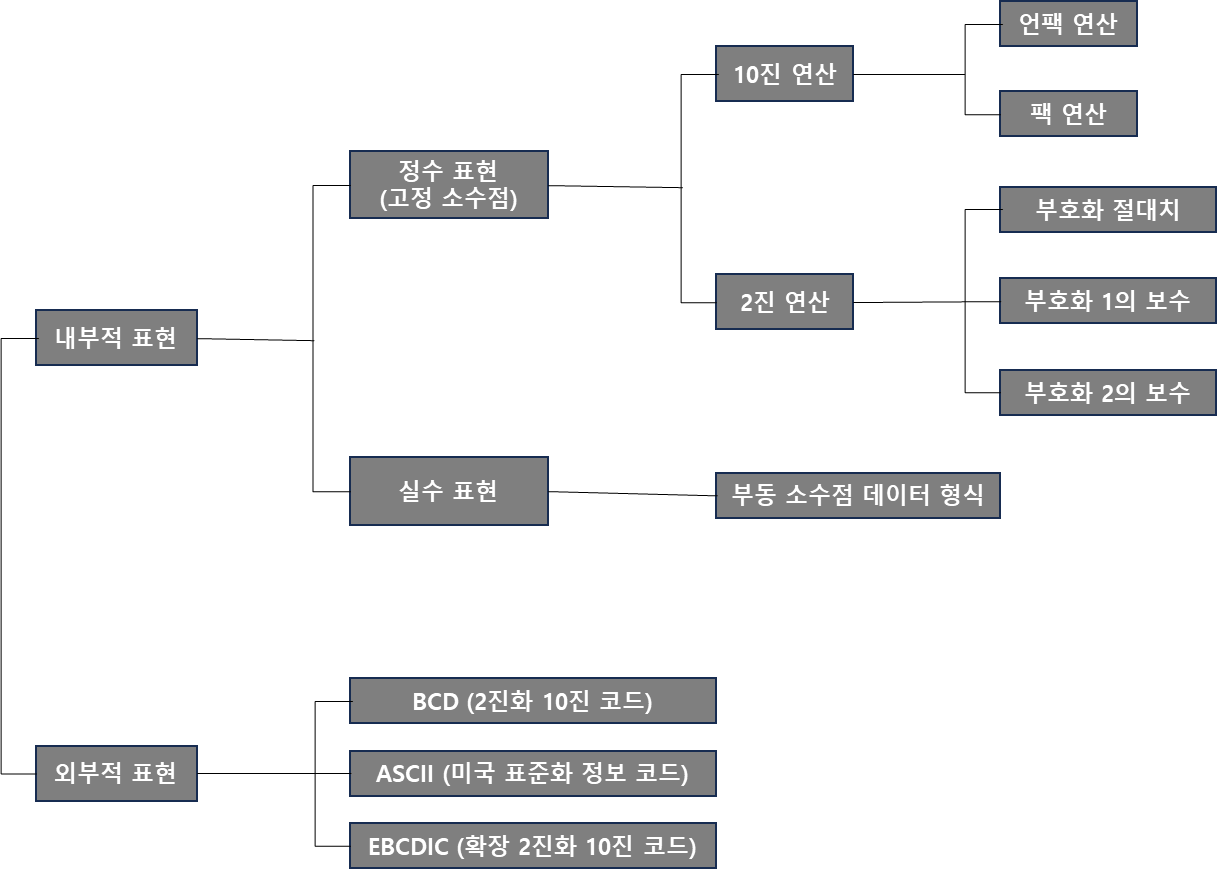 언팩 연산
10진 연산
팩 연산
정수 표현
(고정 소수점)
부호화 절대치
2진 연산
부호화 1의 보수
내부적 표현
부호화 2의 보수
실수 표현
부동 소수점 데이터 형식
BCD (2진화 10진 코드)
외부적 표현
ASCII (미국 표준화 정보 코드)
EBCDIC (확장 2진화 10진 코드)